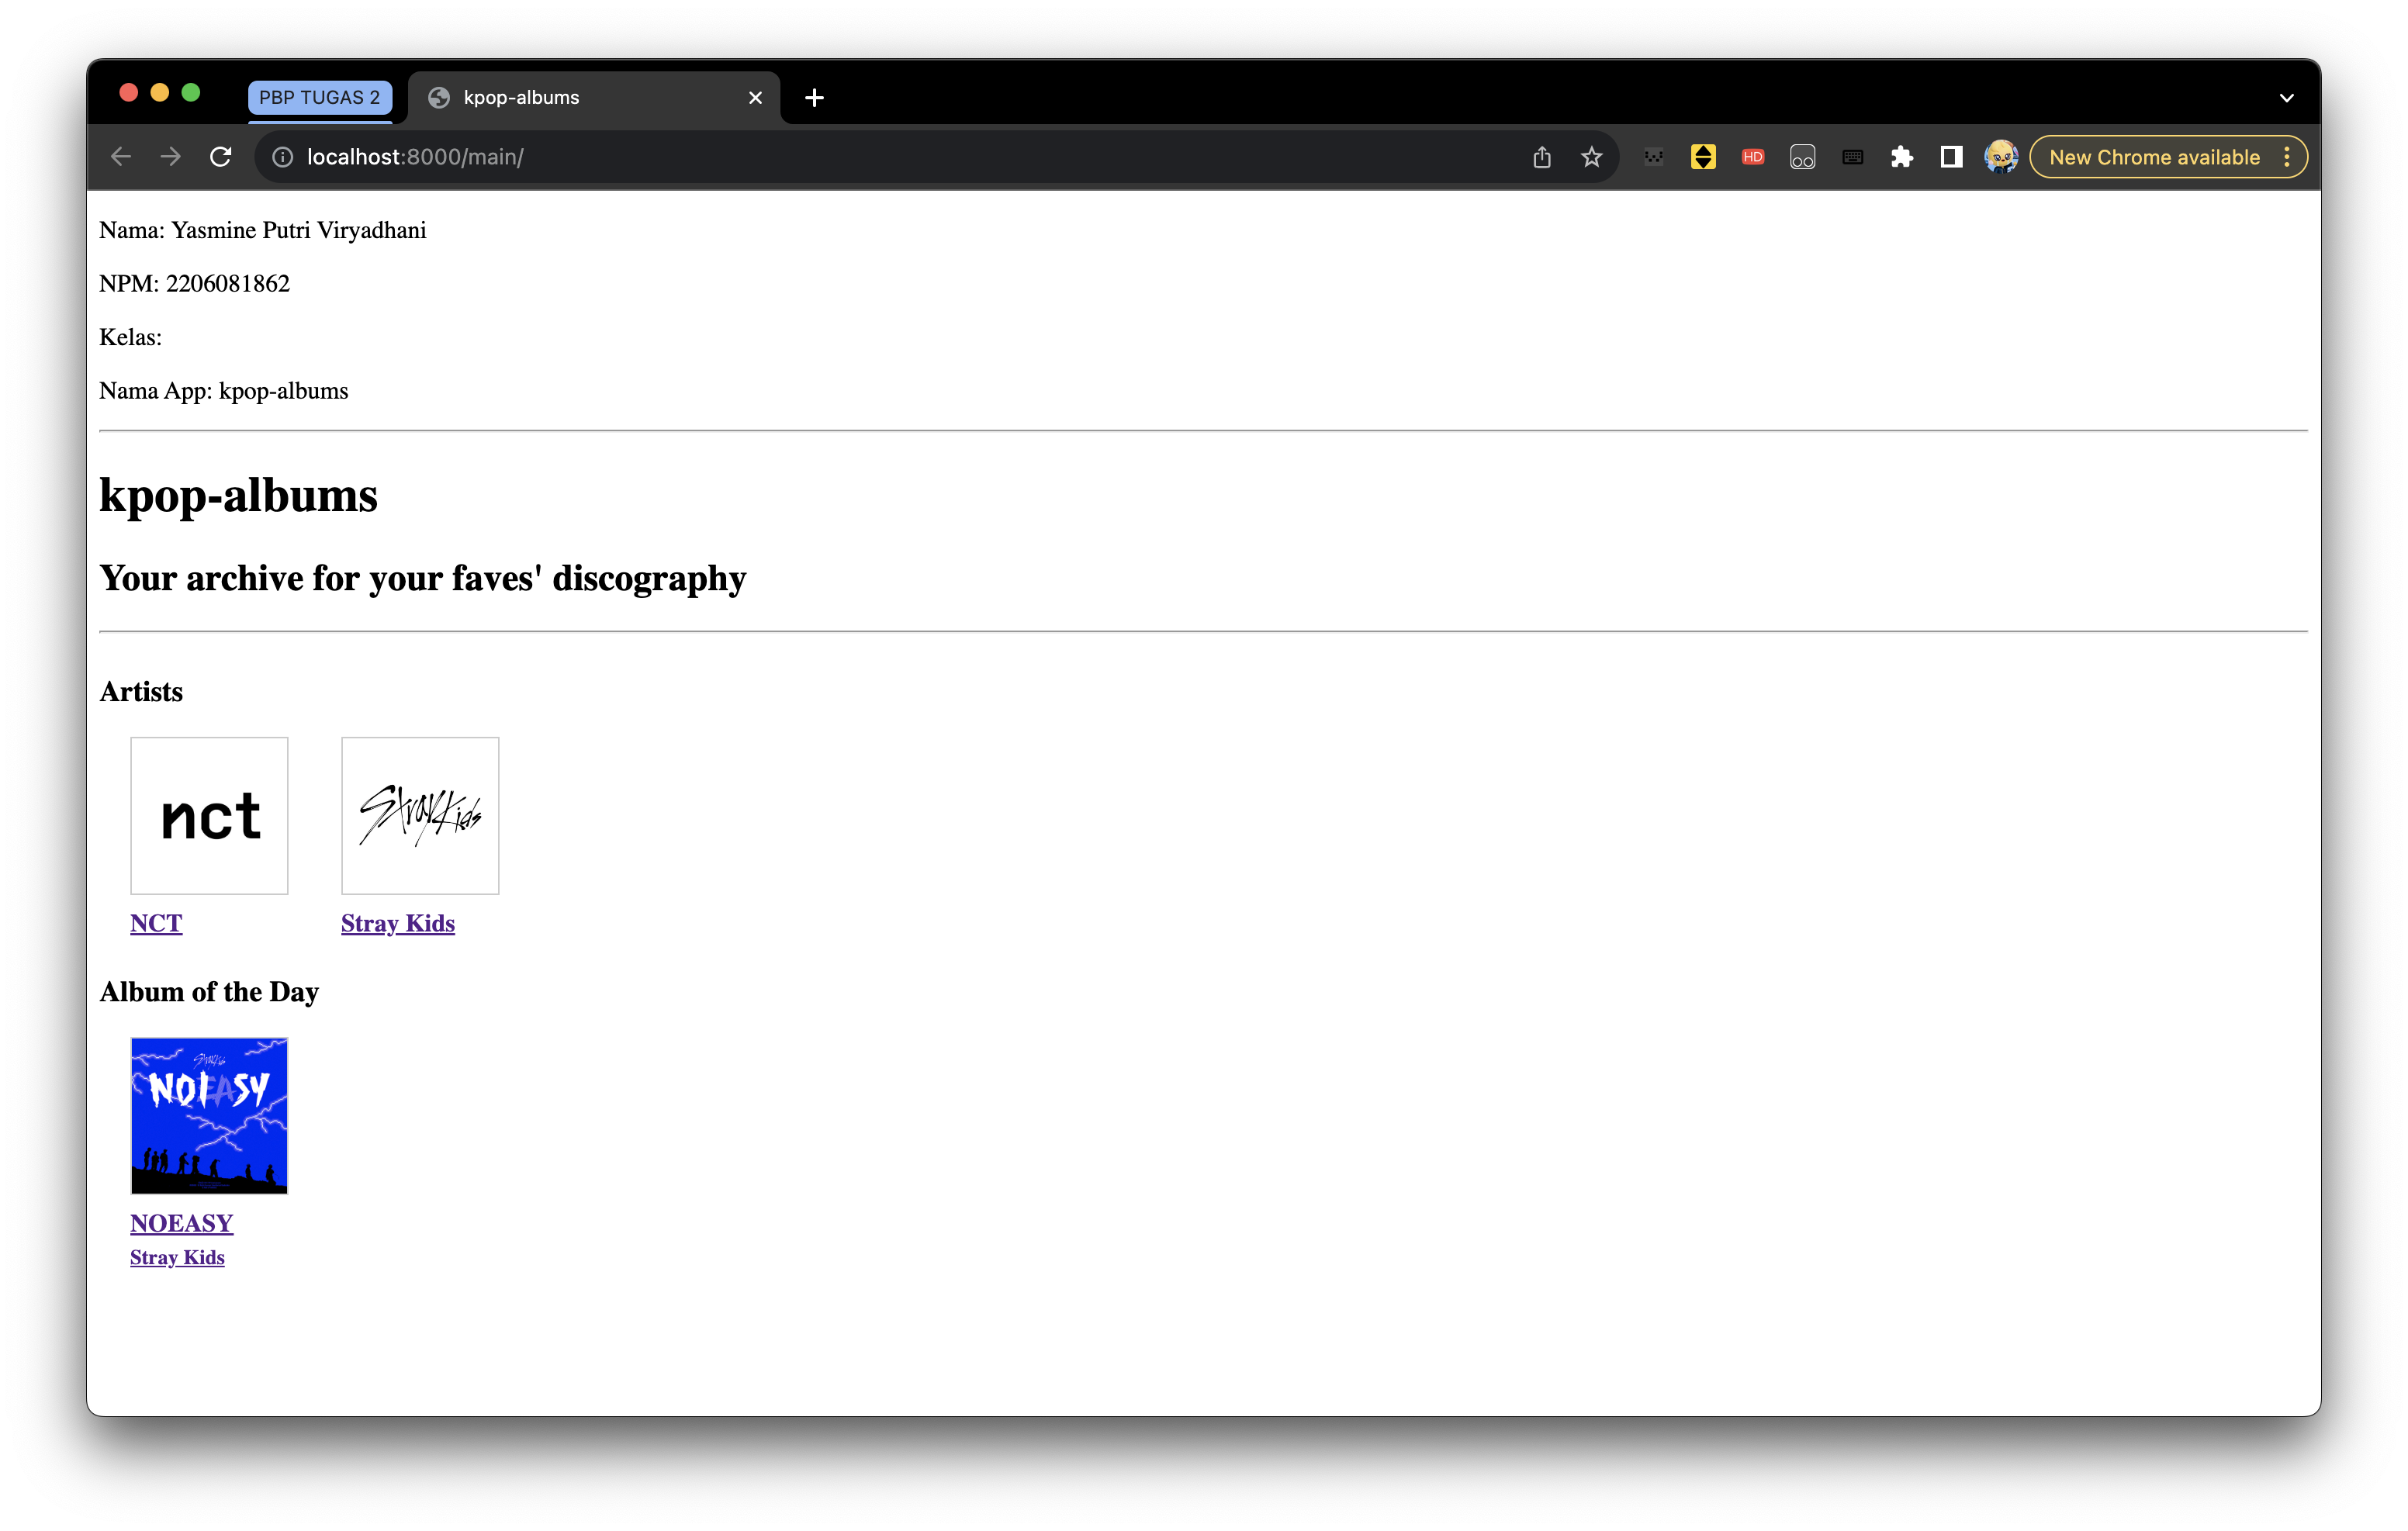 PBP TUGAS 2
kpop-albums
localhost:8000/main/
HD
New Chrome available
Nama: Yasmine Putri Viryadhani
NPM: 2206081862
Kelas:
Nama App: kpop-albums
kpop-albums
Your archive for your faves' discography
Artists
nct
Stray Kids
NCT
Stray Kids
Album of the Day
Stray Kids
NOEASY
NOEASY
Stray Kids